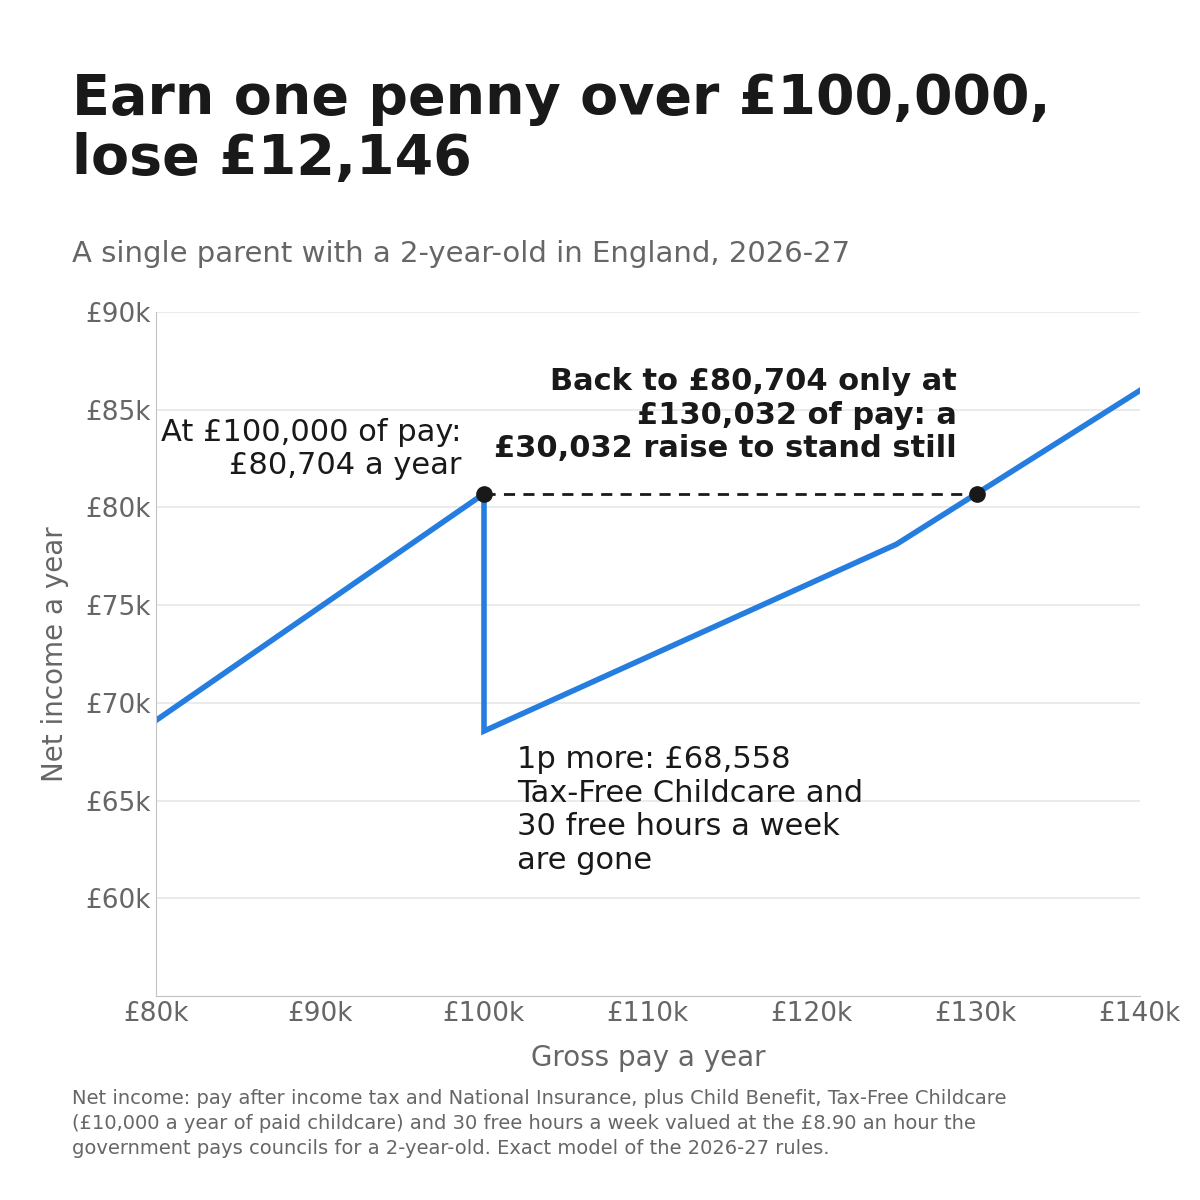 Earn one penny over £100,000,
lose £12,146
A single parent with a 2-year-old in England, 2026-27
£90k
£85k
£80k
£75k
£70k
£65k
£60k
Net income a year
At £100,000 of pay:
£80,704 a year
Back to £80,704 only at
£130,032 of pay: a
£30,032 raise to stand still
1p more: £68,558
Tax-Free Childcare and
30 free hours a week
are gone
£80k £90k £100k £110k £120k £130k £140k
Gross pay a year
Net income: pay after income tax and National Insurance, plus Child Benefit, Tax-Free Childcare
(£10,000 a year of paid childcare) and 30 free hours a week valued at the £8.90 an hour the
government pays councils for a 2-year-old. Exact model of the 2026-27 rules.